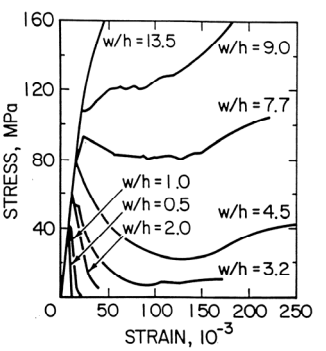 160
w/h = 13.5
w/h = 9.0
120
w/h = 7.7
STRESS, MPa
80
w/h = 1.0
w/h = 0.5
w/h = 4.5
w/h = 2.0
40
w/h = 3.2
0
0 50 100 150 200 250
STRAIN, 10⁻³